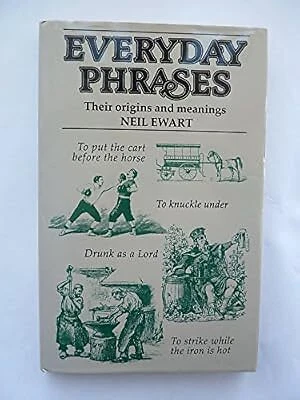 EVERYDAY
PHRASES
Their origins and meanings
NEIL EWART
To put the cart
before the horse
To knuckle under
Drunk as a Lord
To strike while
the iron is hot